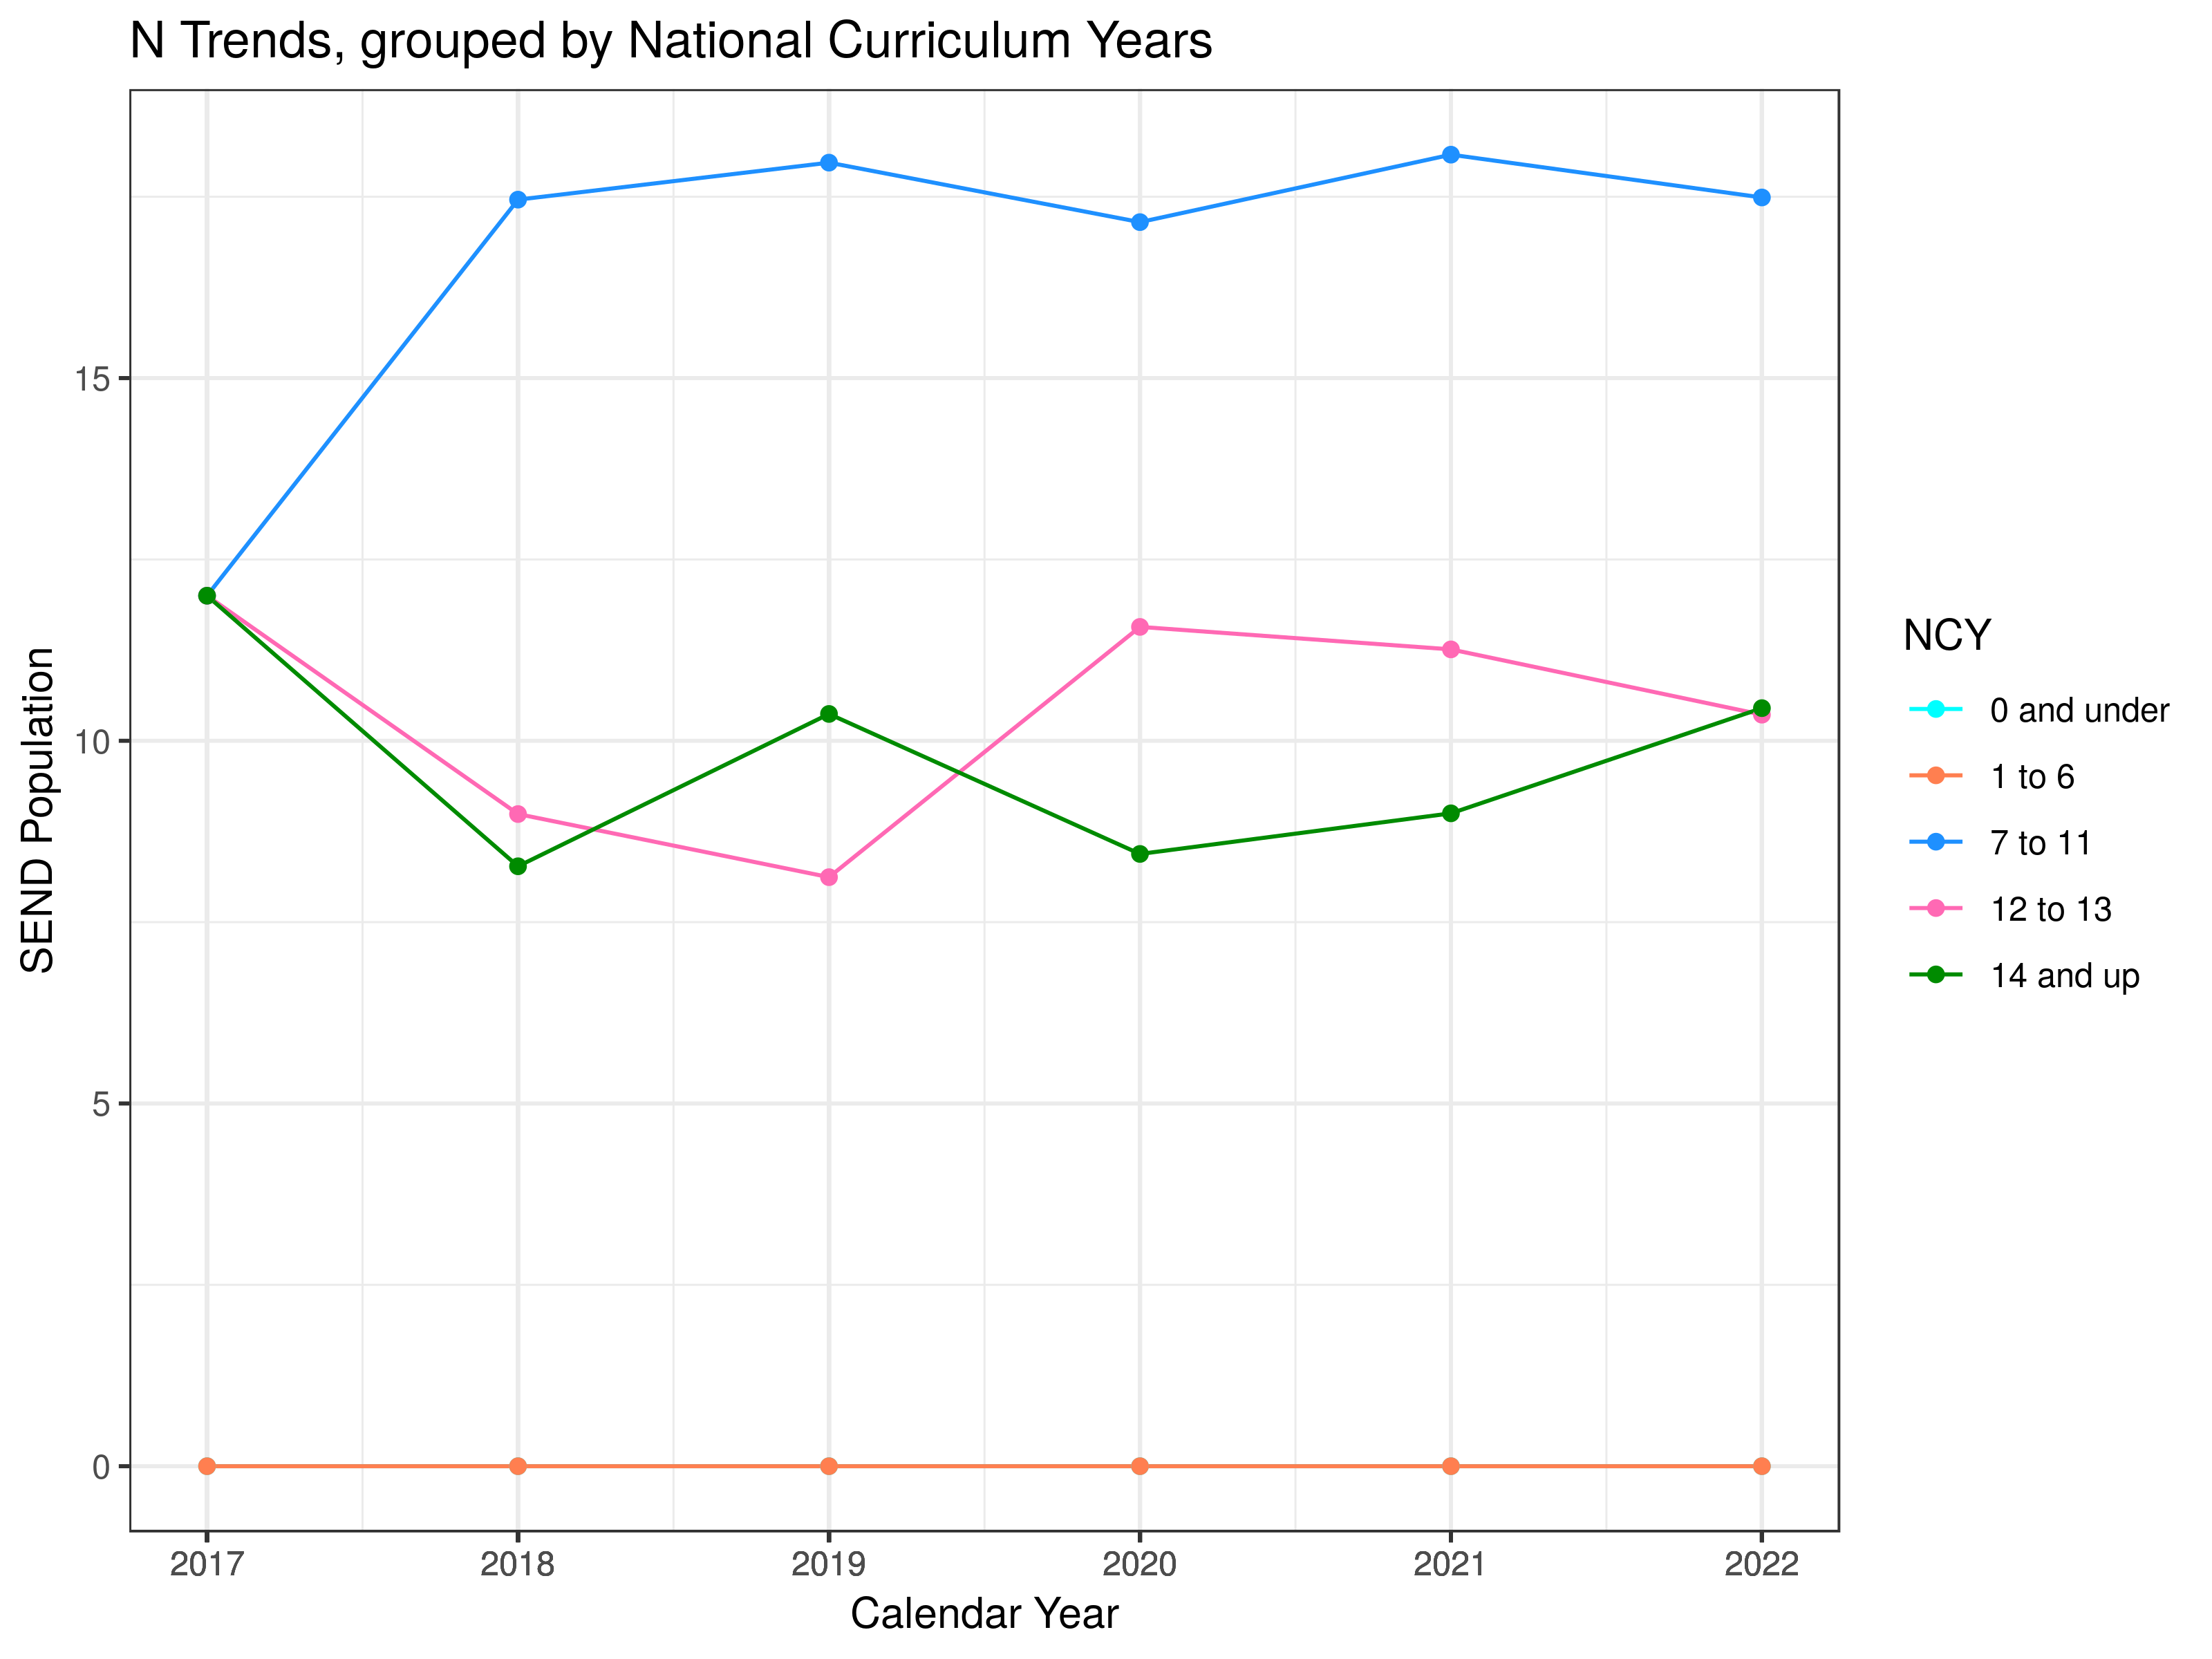 N Trends, grouped by National Curriculum Years
SEND Population
15
10
5
0
2017 2018 2019 2020 2021 2022
Calendar Year
NCY
0 and under
1 to 6
7 to 11
12 to 13
14 and up